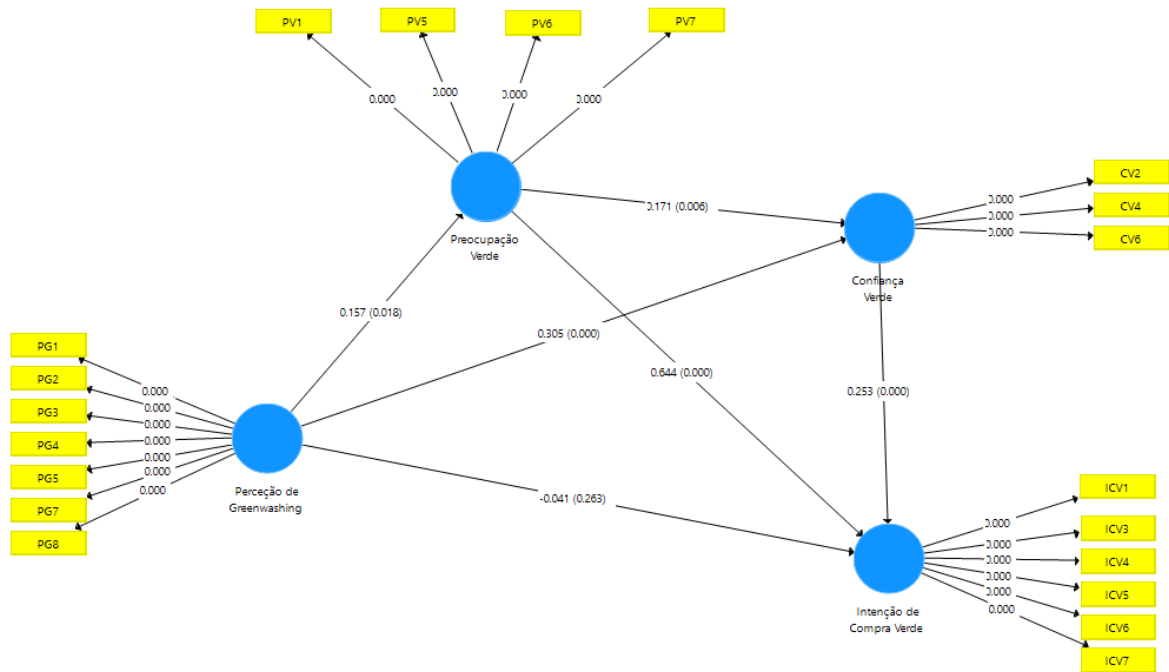 PV1
PV5
PV6
PV7
0.000
0.000
0.000
0.000
Preocupação
Verde
0.171 (0.006)
CV2
CV4
CV6
0.000
0.000
0.000
Confiança
Verde
0.157 (0.018)
0.305 (0.000)
0.644 (0.000)
0.253 (0.000)
PG1
PG2
PG3
PG4
PG5
PG7
PG8
0.000
0.000
0.000
0.000
0.000
0.000
0.000
Perceção de
Greenwashing
-0.041 (0.263)
ICV1
ICV3
ICV4
ICV5
ICV6
ICV7
0.000
0.000
0.000
0.000
0.000
0.000
Intenção de
Compra Verde